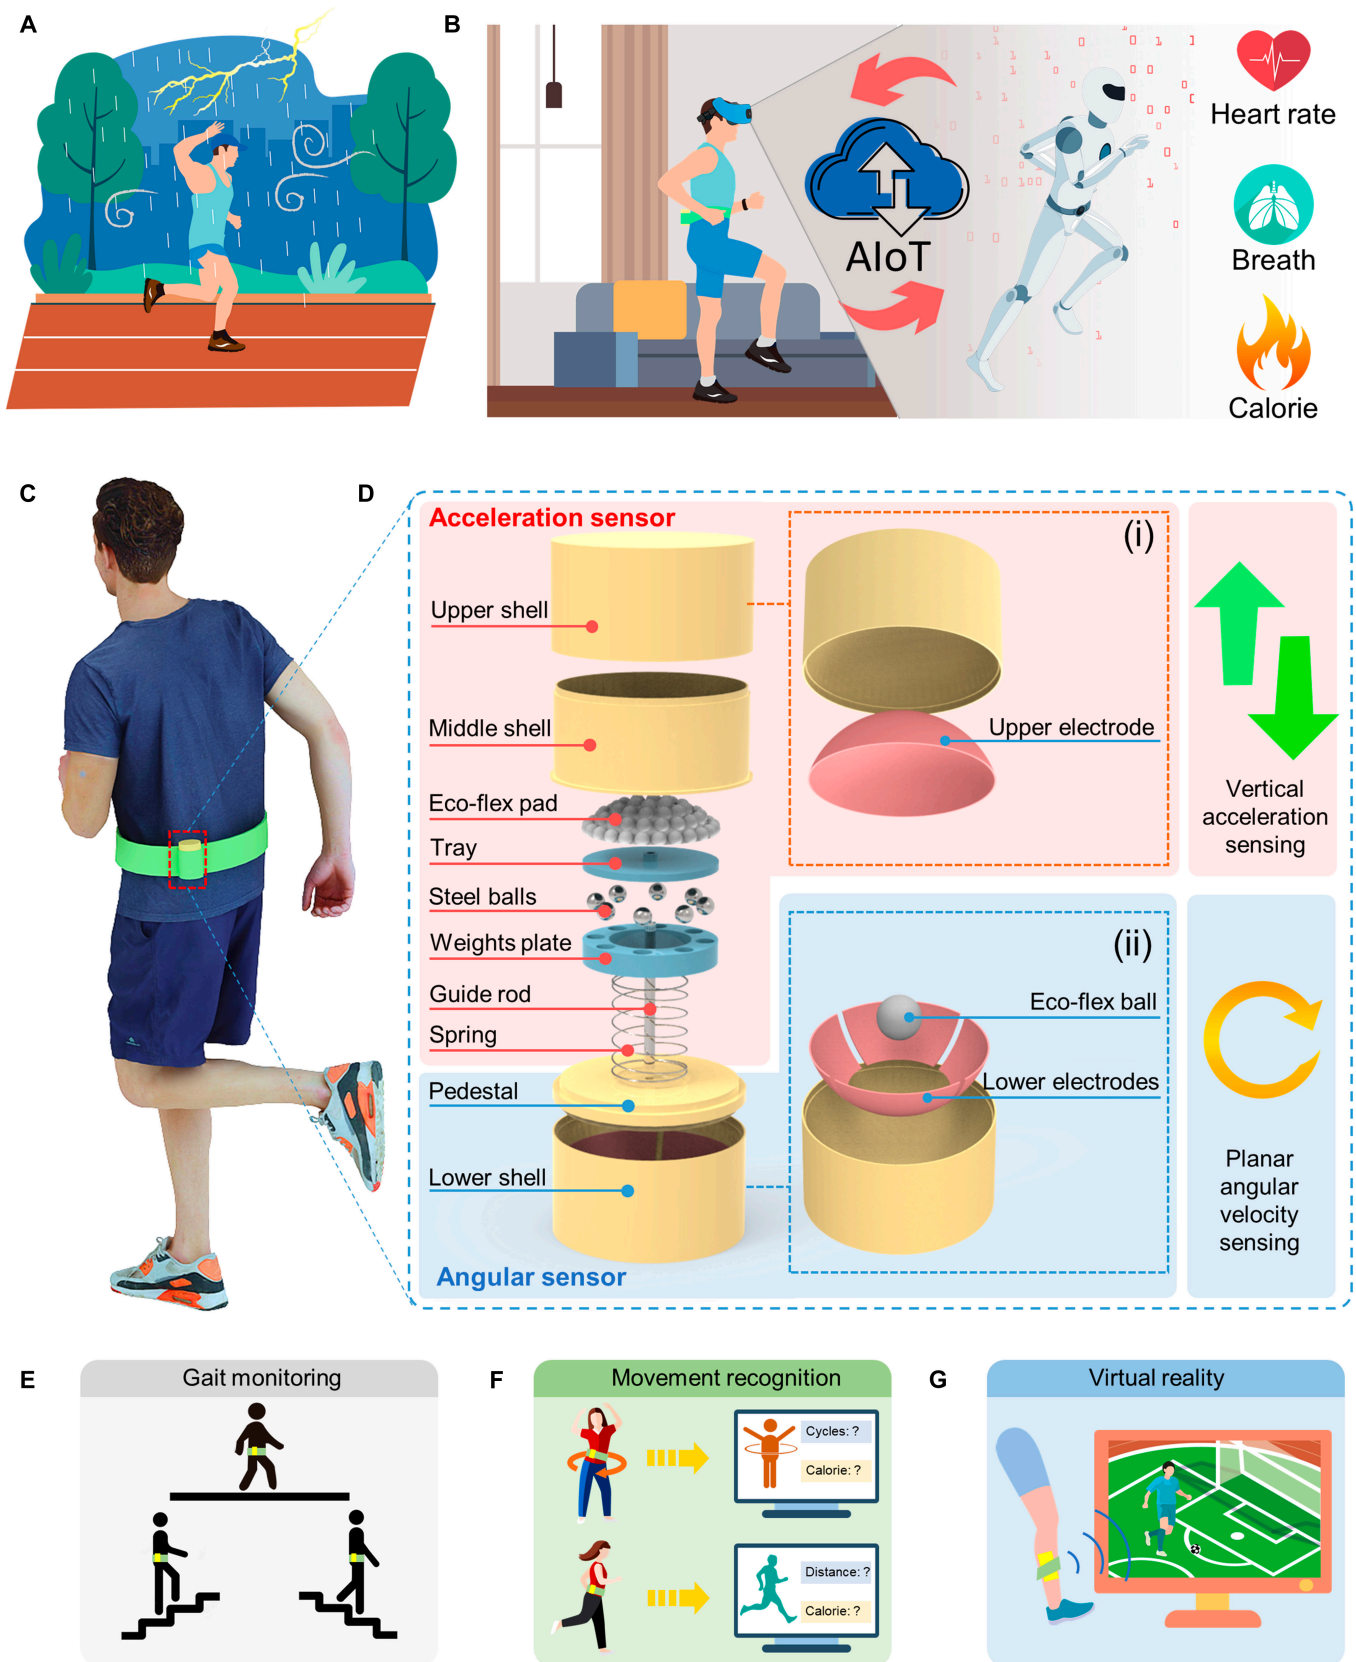 A
B
Heart rate
Breath
AIoT
Calorie
C
D
Acceleration sensor
(i)
Upper shell
Middle shell
Upper electrode
Eco-flex pad
Tray
Steel balls
Weights plate
Guide rod
Spring
Vertical
acceleration
sensing
(ii)
Eco-flex ball
Lower electrodes
Pedestal
Lower shell
Angular sensor
Planar
angular
velocity
sensing
E
Gait monitoring
F
Movement recognition
Cycles: ?
Calorie: ?
Distance: ?
Calorie: ?
G
Virtual reality